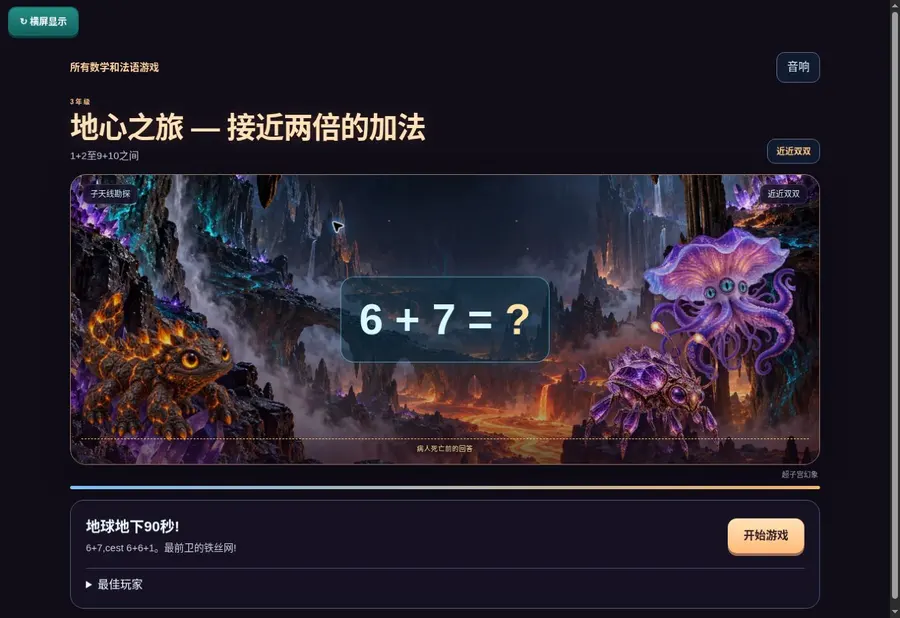 ↻ 横屏显示
所有数学和法语游戏
音响
3年级
地心之旅 — 接近两倍的加法
1+2至9+10之间
近近双双
子天线勘探
近近双双
6 + 7 = ?
病人死亡前的回答
超子宫幻象
地球地下90秒!
6+7,cest 6+6+1。最前卫的铁丝网!
开始游戏
▶ 最佳玩家